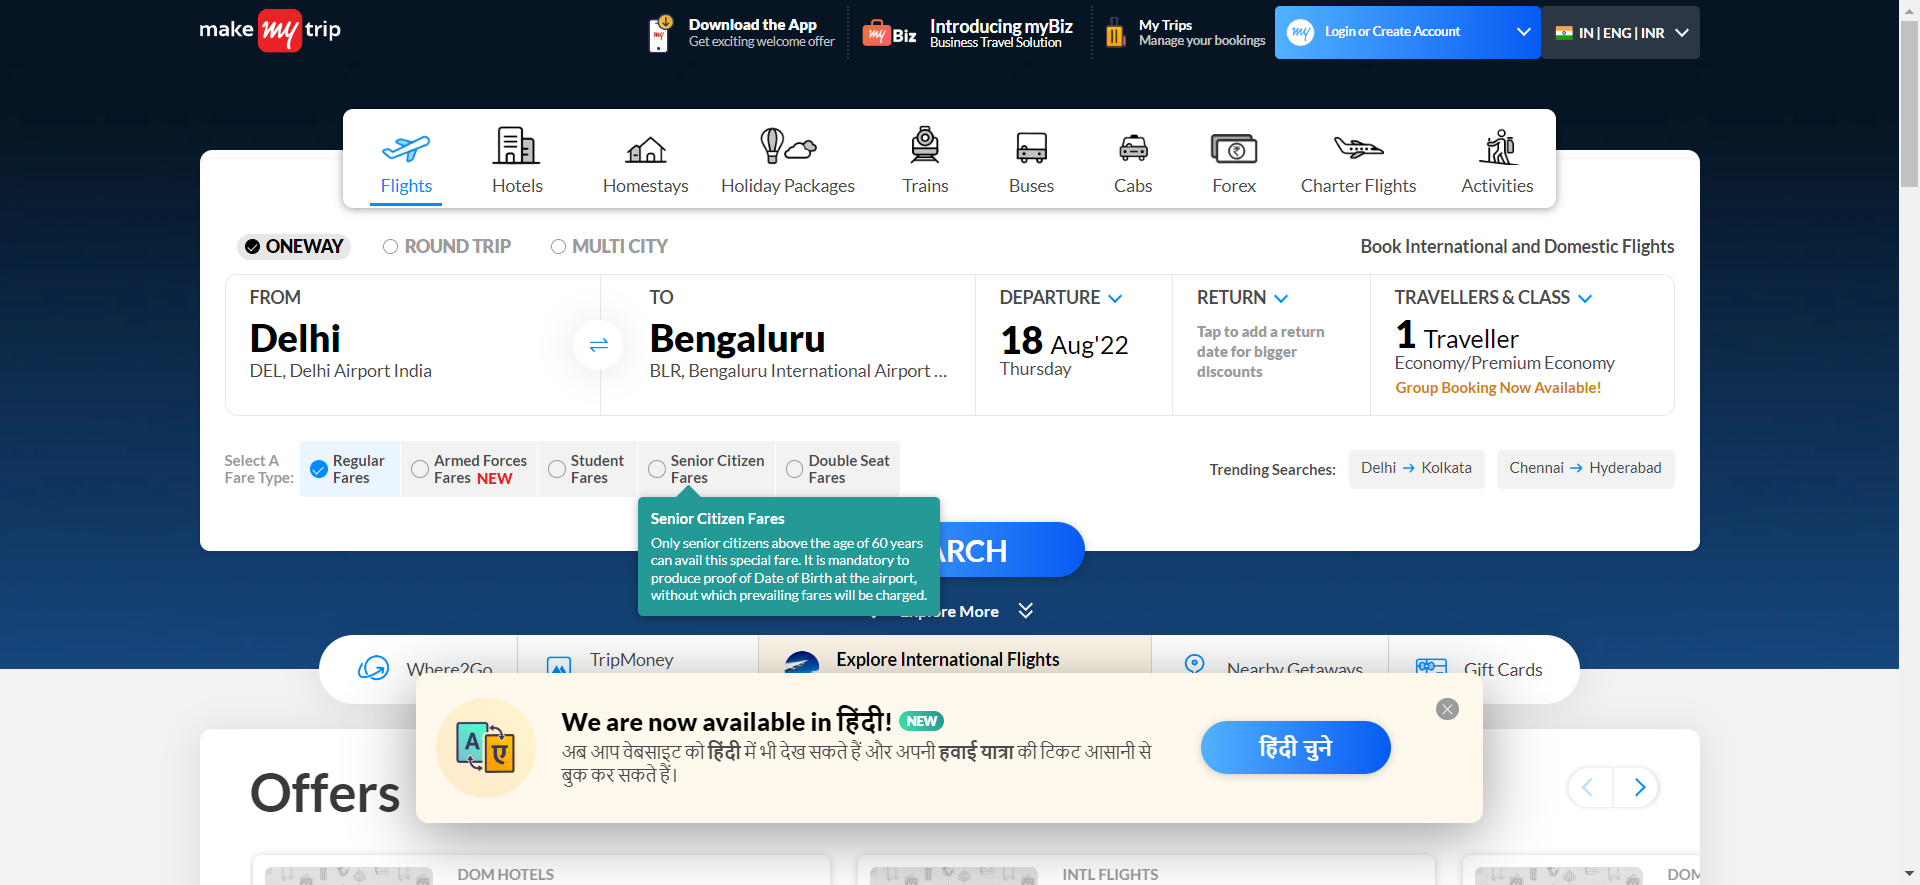 make my trip
Download the App
Get exciting welcome offer
my Biz
Introducing myBiz
Business Travel Solution
My Trips
Manage your bookings
my
Login or Create Account
IN | ENG | INR
Flights
Hotels
Homestays
Holiday Packages
Trains
Buses
Cabs
Forex
Charter Flights
Activities
ONEWAY
ROUND TRIP
MULTI CITY
Book International and Domestic Flights
FROM
Delhi
DEL, Delhi Airport India
TO
Bengaluru
BLR, Bengaluru International Airport ...
DEPARTURE
18 Aug'22
Thursday
RETURN
Tap to add a return
date for bigger
discounts
TRAVELLERS & CLASS
1 Traveller
Economy/Premium Economy
Group Booking Now Available!
Select A
Fare Type:
Regular
Fares
Armed Forces
Fares NEW
Student
Fares
Senior Citizen
Fares
Double Seat
Fares
Trending Searches:
Delhi → Kolkata
Chennai → Hyderabad
Senior Citizen Fares
Only senior citizens above the age of 60 years
can avail this special fare. It is mandatory to
produce proof of Date of Birth at the airport,
without which prevailing fares will be charged.
ARCH
More
Where2Go
TripMoney
Explore International Flights
Nearby Getaways
Gift Cards
We are now available in हिंदी! NEW
अब आप वेबसाइट को हिंदी में भी देख सकते हैं और अपनी हवाई यात्रा की टिकट आसानी से
बुक कर सकते हैं।
A ए
हिंदी चुने
Offers
DOM HOTELS
INTL FLIGHTS
DOM